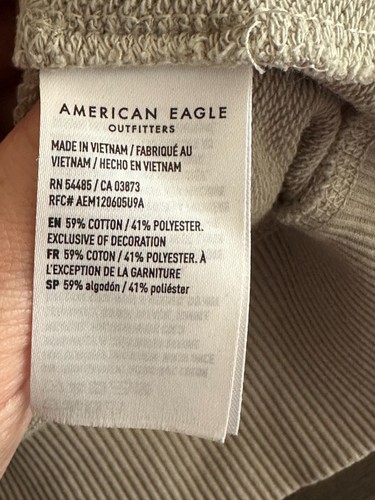 AMERICAN EAGLE
OUTFITTERS
MADE IN VIETNAM / FABRIQUÉ AU
VIETNAM / HECHO EN VIETNAM
RN 54485 / CA 03873
RFC# AEM120605U9A
EN 59% COTTON / 41% POLYESTER.
EXCLUSIVE OF DECORATION
FR 59% COTON / 41% POLYESTER. À
L'EXCEPTION DE LA GARNITURE
SP 59% algodón / 41% poliéster